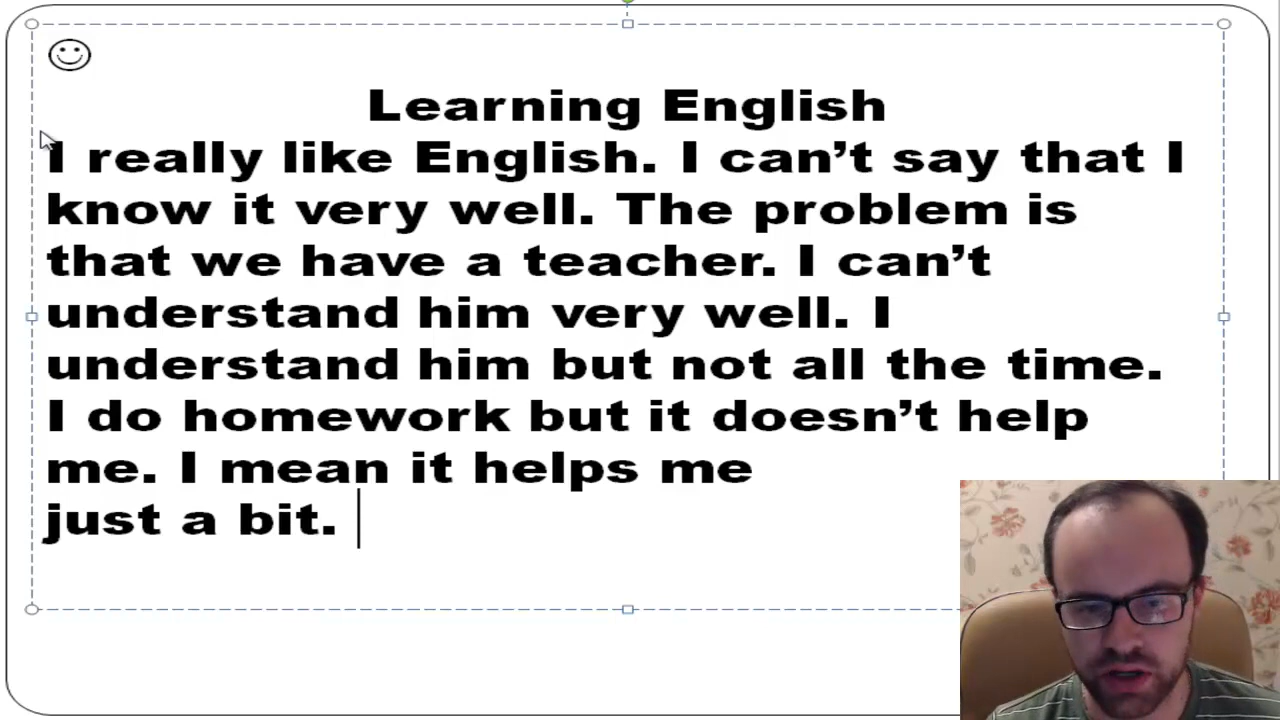 Learning English
I really like English. I can’t say that I
know it very well. The problem is
that we have a teacher. I can’t
understand him very well. I
understand him but not all the time.
I do homework but it doesn’t help
me. I mean it helps me
just a bit.